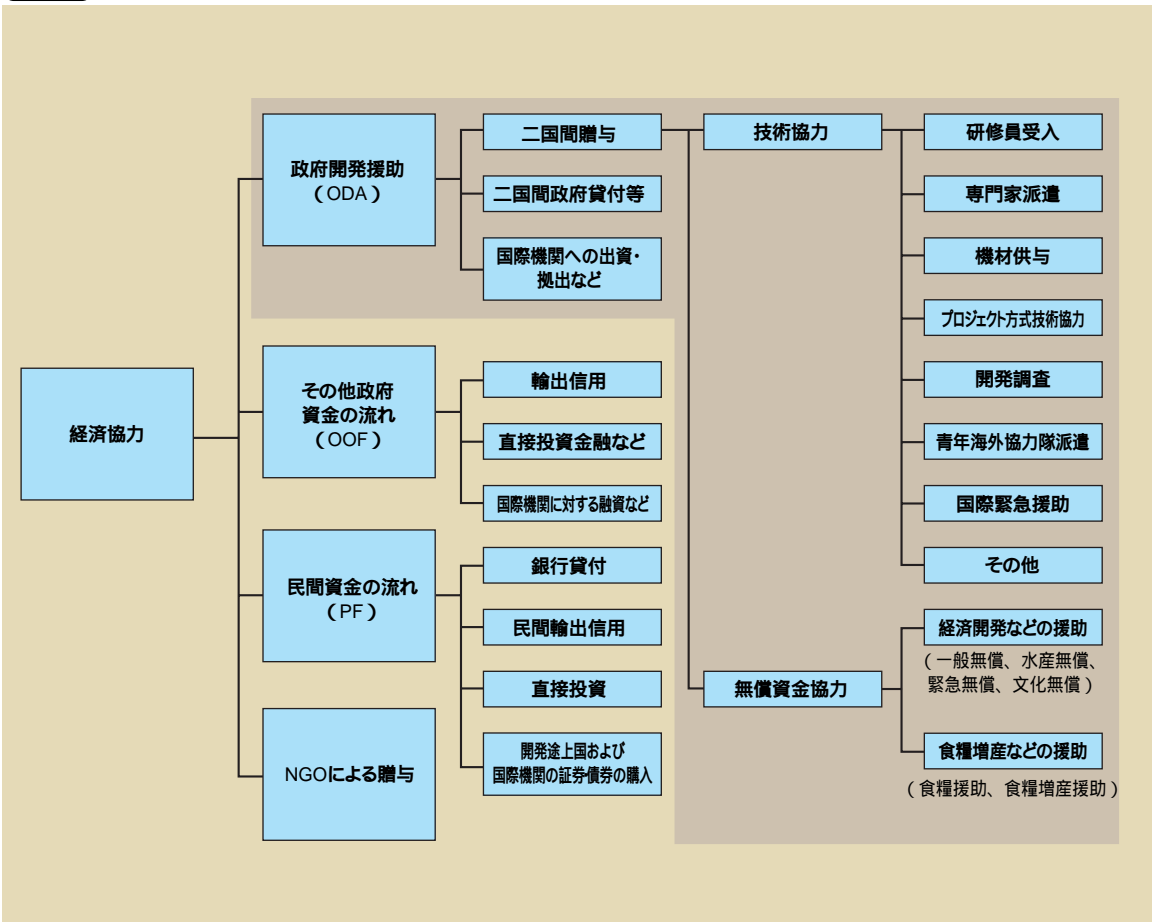 経済協力
政府開発援助
(ODA)
二国間贈与
二国間政府貸付等
国際機関への出資・
拠出など
技術協力
研修員受入
専門家派遣
機材供与
プロジェクト方式技術協力
開発調査
青年海外協力隊派遣
国際緊急援助
その他
無償資金協力
経済開発などの援助
(一般無償、水産無償、
緊急無償、文化無償)
食糧増産などの援助
(食糧援助、食糧増産援助)
その他政府
資金の流れ
(OOF)
輸出信用
直接投資金融など
国際機関に対する融資など
民間資金の流れ
(PF)
銀行貸付
民間輸出信用
直接投資
開発途上国および
国際機関の証券・債券の購入
NGOによる贈与